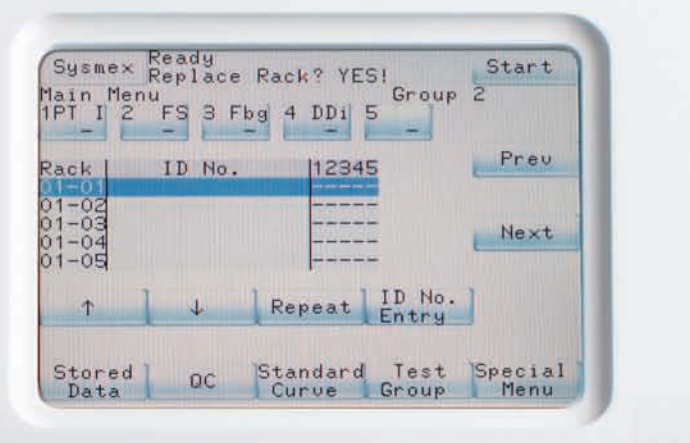 Sysmex Ready Start
Replace Rack? YES!
Main Menu Group 2
1PT I 2 FS 3 Fbg 4 DDi 5
- - - - -
Prev
Rack ID No. 12345
01-01 -----
01-02 -----
01-03 -----
01-04 -----
01-05 -----
Next
↑ ↓ Repeat ID No. Entry
Stored Data QC Standard Curve Test Group Special Menu